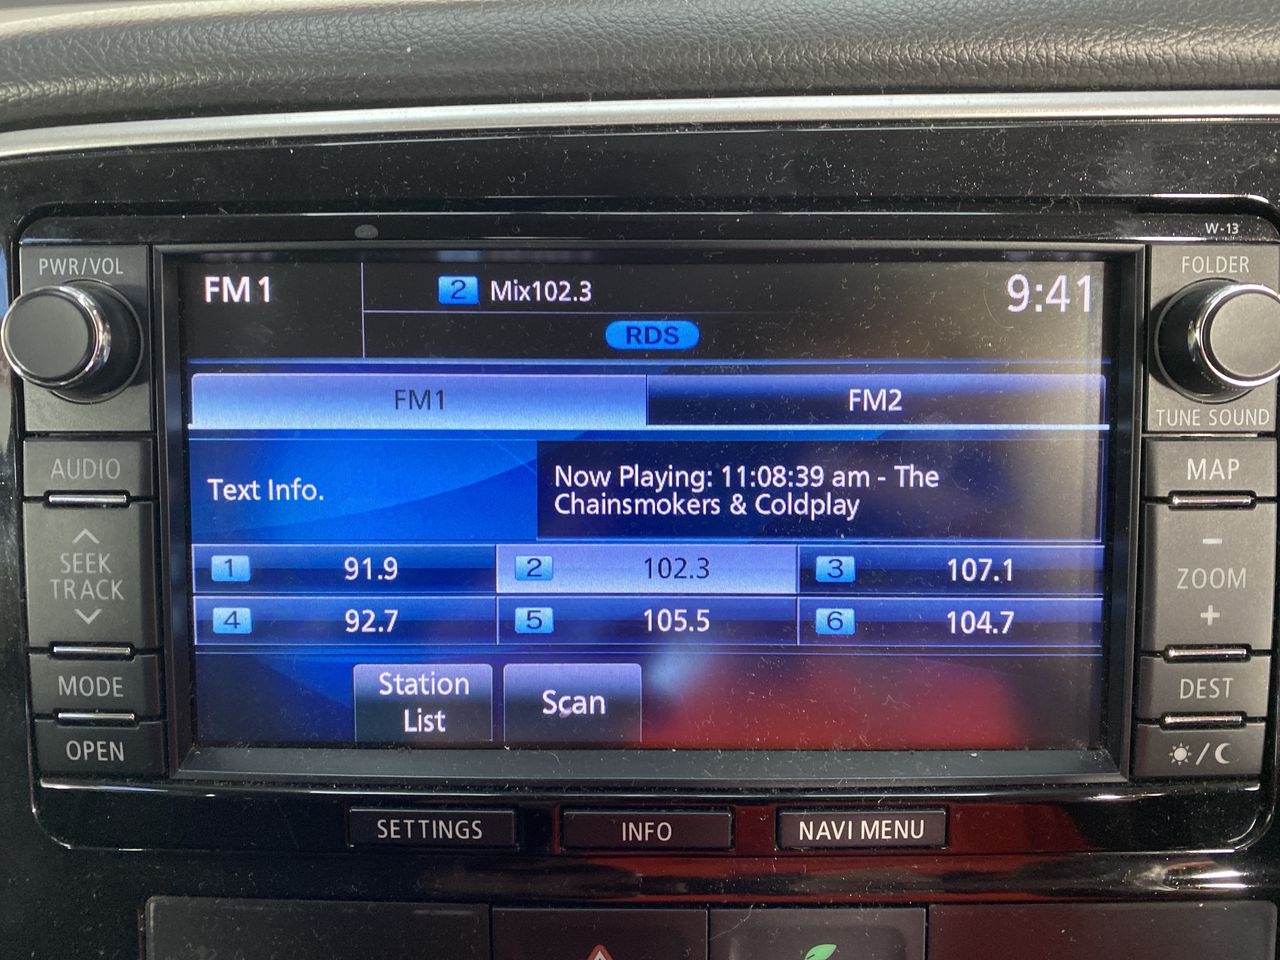 W-13
PWR/VOL
FOLDER
FM1
2 Mix102.3
9:41
RDS
TUNE SOUND
FM1
FM2
AUDIO
MAP
Text Info.
Now Playing: 11:08:39 am - The
Chainsmokers & Coldplay
SEEK
TRACK
ZOOM
1 91.9
2 102.3
3 107.1
4 92.7
5 105.5
6 104.7
MODE
DEST
Station
List
Scan
OPEN
SETTINGS
INFO
NAVI MENU